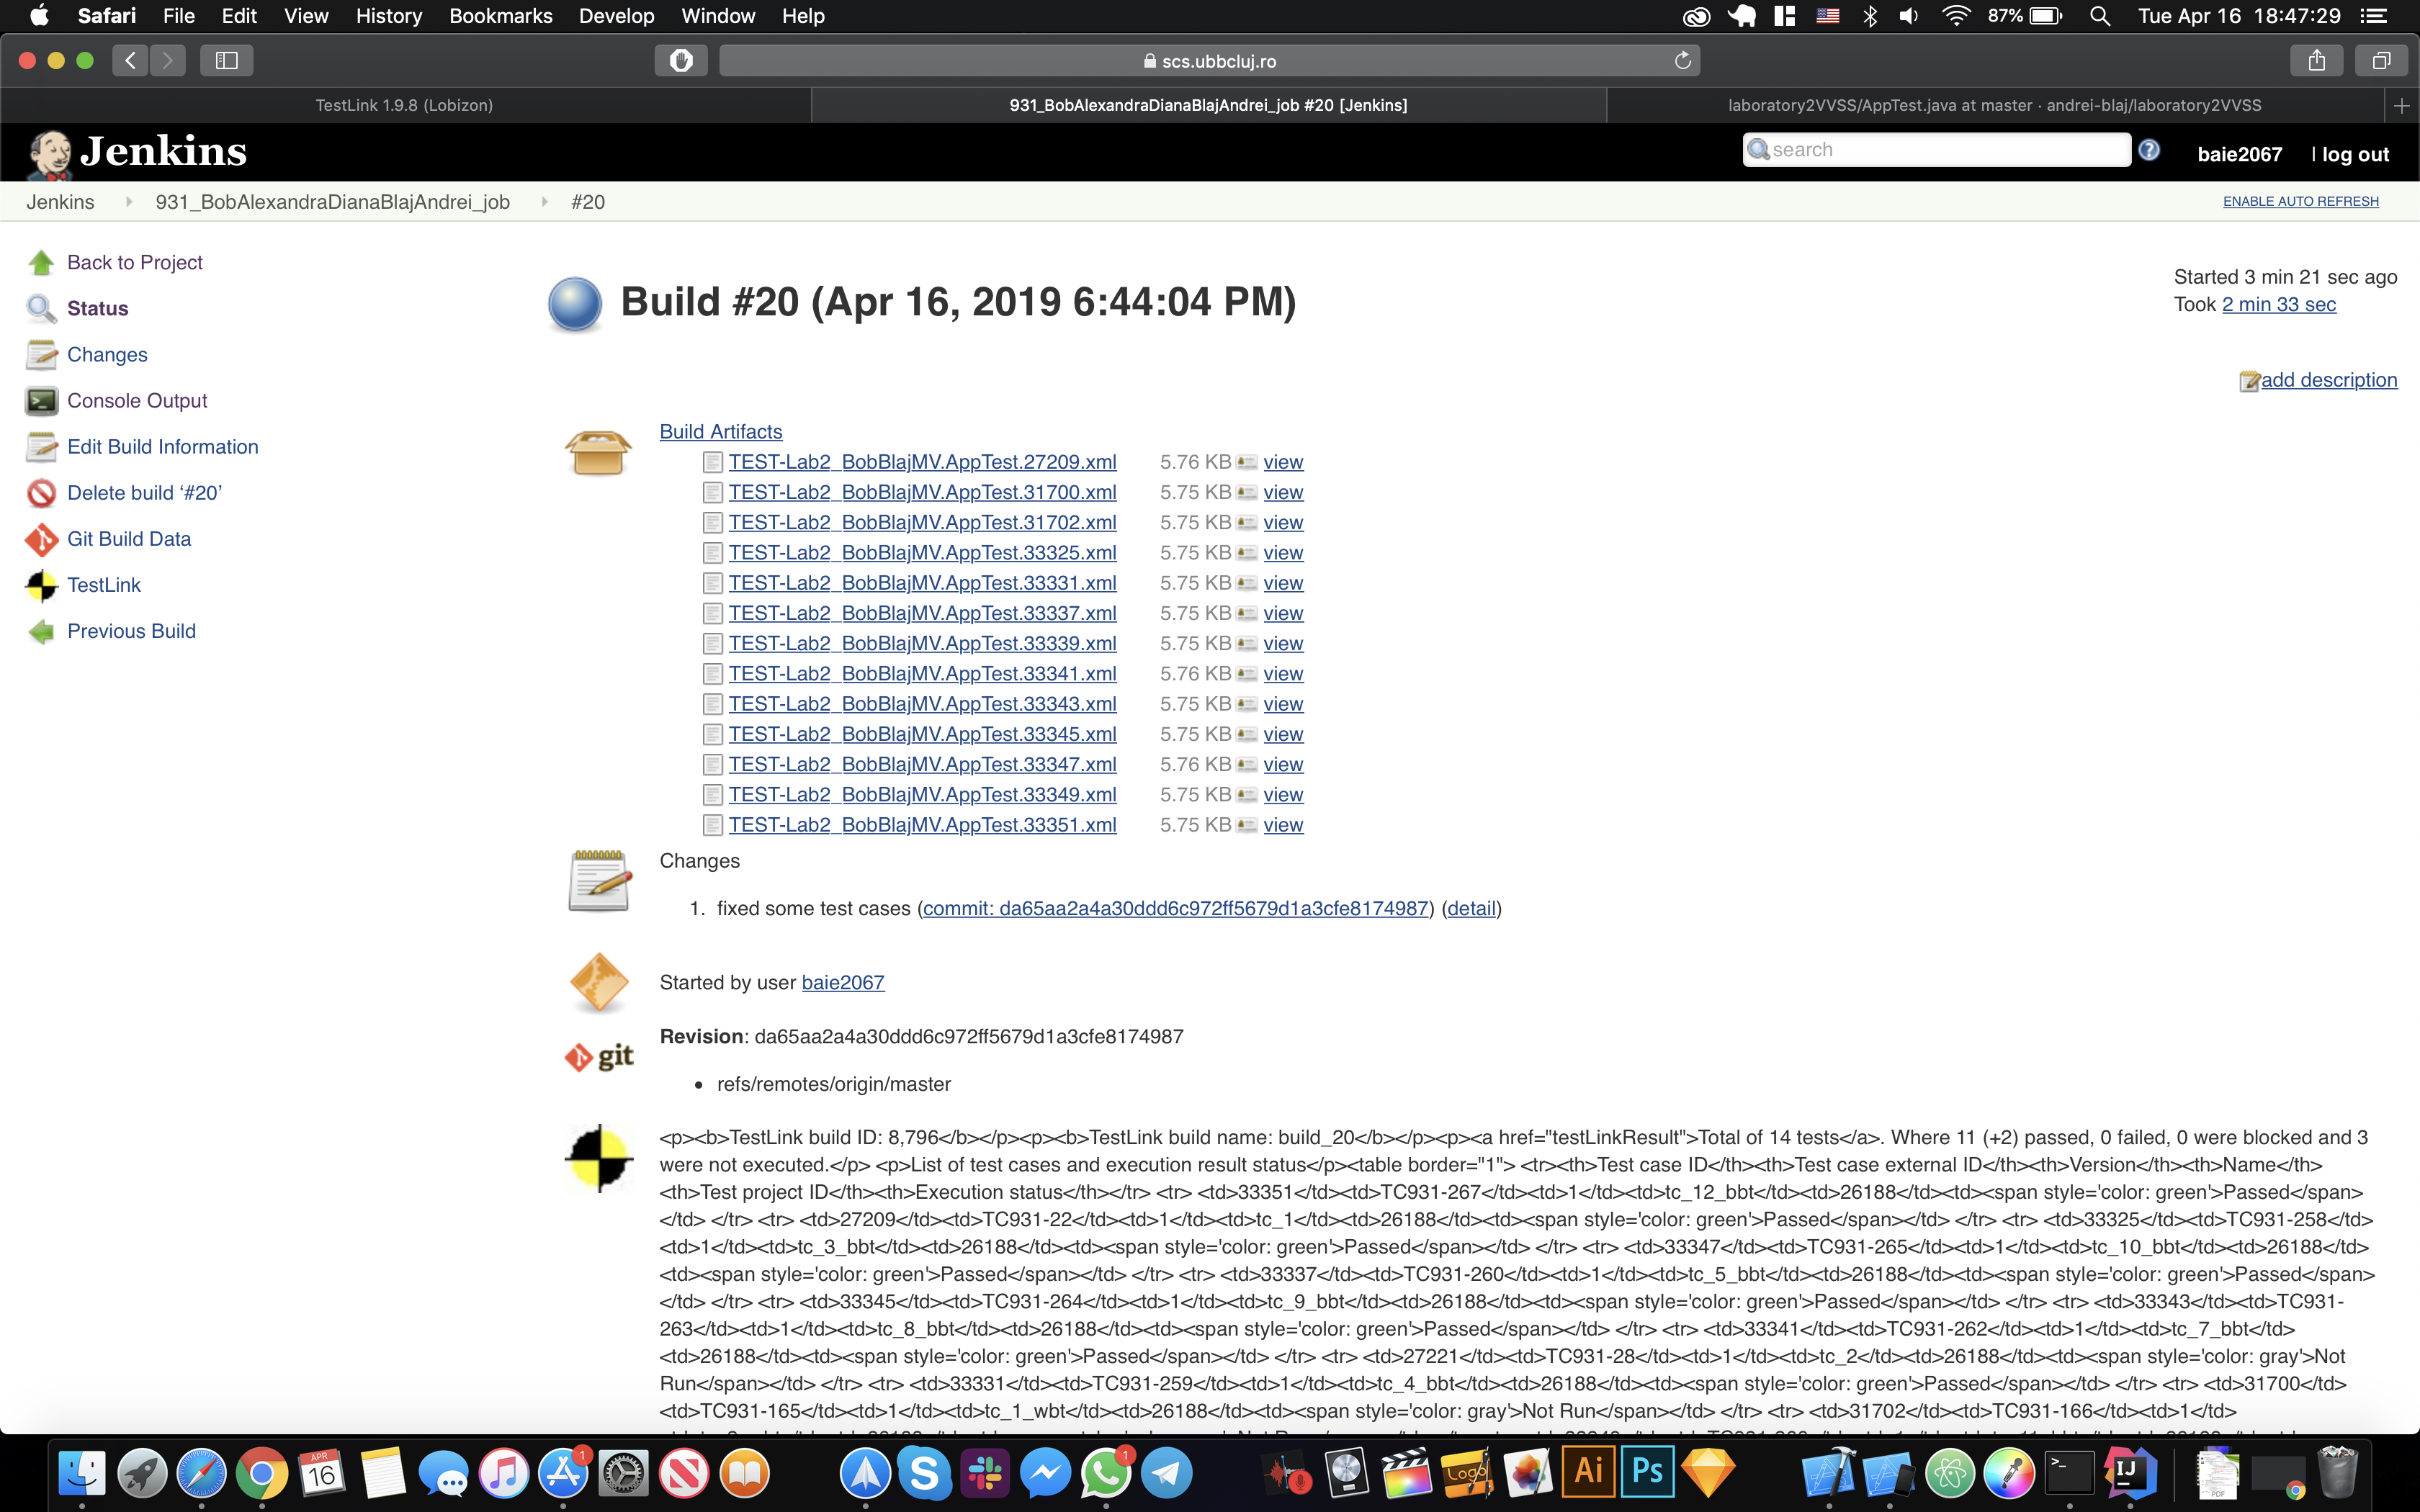 Safari File Edit View History Bookmarks Develop Window Help 87% Tue Apr 16 18:47:29
scs.ubbcluj.ro
TestLink 1.9.8 (Lobizon)
931_BobAlexandraDianaBlajAndrei_job #20 [Jenkins]
laboratory2VVSS/AppTest.java at master · andrei-blaj/laboratory2VVSS
Jenkins
search
baie2067
| log out
Jenkins
931_BobAlexandraDianaBlajAndrei_job
#20
ENABLE AUTO REFRESH
Back to Project
Status
Changes
Console Output
Edit Build Information
Delete build ‘#20’
Git Build Data
TestLink
Previous Build
Build #20 (Apr 16, 2019 6:44:04 PM)
Started 3 min 21 sec ago
Took 2 min 33 sec
add description
Build Artifacts
TEST-Lab2_BobBlajMV.AppTest.27209.xml 5.76 KB view
TEST-Lab2_BobBlajMV.AppTest.31700.xml 5.75 KB view
TEST-Lab2_BobBlajMV.AppTest.31702.xml 5.75 KB view
TEST-Lab2_BobBlajMV.AppTest.33325.xml 5.75 KB view
TEST-Lab2_BobBlajMV.AppTest.33331.xml 5.75 KB view
TEST-Lab2_BobBlajMV.AppTest.33337.xml 5.75 KB view
TEST-Lab2_BobBlajMV.AppTest.33339.xml 5.75 KB view
TEST-Lab2_BobBlajMV.AppTest.33341.xml 5.76 KB view
TEST-Lab2_BobBlajMV.AppTest.33343.xml 5.75 KB view
TEST-Lab2_BobBlajMV.AppTest.33345.xml 5.75 KB view
TEST-Lab2_BobBlajMV.AppTest.33347.xml 5.76 KB view
TEST-Lab2_BobBlajMV.AppTest.33349.xml 5.75 KB view
TEST-Lab2_BobBlajMV.AppTest.33351.xml 5.75 KB view
Changes
1. fixed some test cases (commit: da65aa2a4a30ddd6c972ff5679d1a3cfe8174987) (detail)
Started by user baie2067
git
Revision: da65aa2a4a30ddd6c972ff5679d1a3cfe8174987
• refs/remotes/origin/master
<p><b>TestLink build ID: 8,796</b></p><p><b>TestLink build name: build_20</b></p><p><a href="testLinkResult">Total of 14 tests</a>. Where 11 (+2) passed, 0 failed, 0 were blocked and 3
were not executed.</p> <p>List of test cases and execution result status</p><table border="1"> <tr><th>Test case ID</th><th>Test case external ID</th><th>Version</th><th>Name</th>
<th>Test project ID</th><th>Execution status</th></tr> <tr> <td>33351</td><td>TC931-267</td><td>1</td><td>tc_12_bbt</td><td>26188</td><td><span style='color: green'>Passed</span>
</td> </tr> <tr> <td>27209</td><td>TC931-22</td><td>1</td><td>tc_1</td><td>26188</td><td><span style='color: green'>Passed</span></td> </tr> <tr> <td>33325</td><td>TC931-258</td>
<td>1</td><td>tc_3_bbt</td><td>26188</td><td><span style='color: green'>Passed</span></td> </tr> <tr> <td>33347</td><td>TC931-265</td><td>1</td><td>tc_10_bbt</td><td>26188</td>
<td><span style='color: green'>Passed</span></td> </tr> <tr> <td>33337</td><td>TC931-260</td><td>1</td><td>tc_5_bbt</td><td>26188</td><td><span style='color: green'>Passed</span>
</td> </tr> <tr> <td>33345</td><td>TC931-264</td><td>1</td><td>tc_9_bbt</td><td>26188</td><td><span style='color: green'>Passed</span></td> </tr> <tr> <td>33343</td><td>TC931-
263</td><td>1</td><td>tc_8_bbt</td><td>26188</td><td><span style='color: green'>Passed</span></td> </tr> <tr> <td>33341</td><td>TC931-262</td><td>1</td><td>tc_7_bbt</td>
<td>26188</td><td><span style='color: green'>Passed</span></td> </tr> <tr> <td>27221</td><td>TC931-28</td><td>1</td><td>tc_2</td><td>26188</td><td><span style='color: gray'>Not
Run</span></td> </tr> <tr> <td>33331</td><td>TC931-259</td><td>1</td><td>tc_4_bbt</td><td>26188</td><td><span style='color: green'>Passed</span></td> </tr> <tr> <td>31700</td>
<td>TC931-165</td><td>1</td><td>tc_1_wbt</td><td>26188</td><td><span style='color: gray'>Not Run</span></td> </tr> <tr> <td>31702</td><td>TC931-166</td><td>1</td>
APR
16
1
1
Logo
Ai
Ps
IJ
PDF